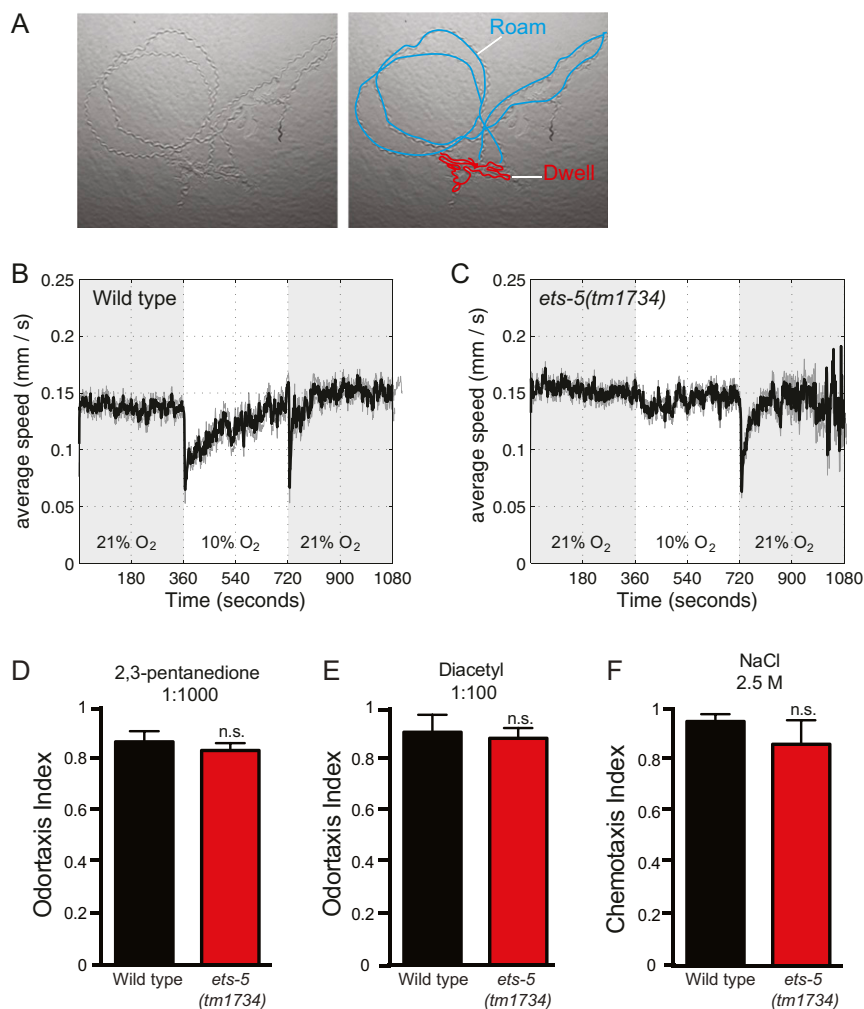 A
Roam
Dwell
B
Wild type
average speed (mm / s)
0.25
0.2
0.15
0.1
0.05
0
21% O2
10% O2
21% O2
180
360
540
720
900
1080
Time (seconds)
C
ets-5(tm1734)
average speed (mm / s)
0.25
0.2
0.15
0.1
0.05
0
21% O2
10% O2
21% O2
180
360
540
720
900
1080
Time (seconds)
D
2,3-pentanedione
1:1000
Odortaxis Index
1
0.8
0.6
0.4
0.2
0
n.s.
Wild type
ets-5
(tm1734)
E
Diacetyl
1:100
Odortaxis Index
1
0.8
0.6
0.4
0.2
0
n.s.
Wild type
ets-5
(tm1734)
F
NaCl
2.5 M
Chemotaxis Index
1
0.8
0.6
0.4
0.2
0
n.s.
Wild type
ets-5
(tm1734)